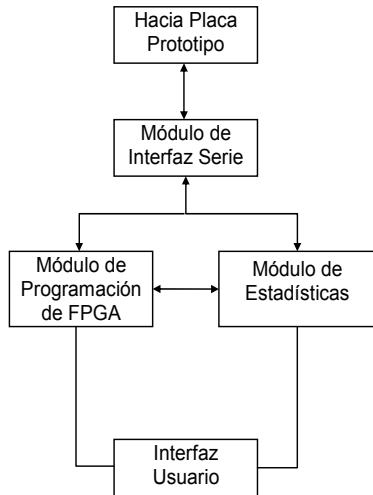 Hacia Placa
Prototipo
Módulo de
Interfaz Serie
Módulo de
Programación
de FPGA
Módulo de
Estadísticas
Interfaz
Usuario